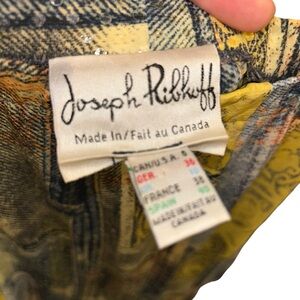 Joseph Ribkoff
Made In/Fait au Canada
CAN/U.S.A. 6
GER. 36
FRANCE 38
SPAIN 40
MADE IN/FAIT AU
CANADA